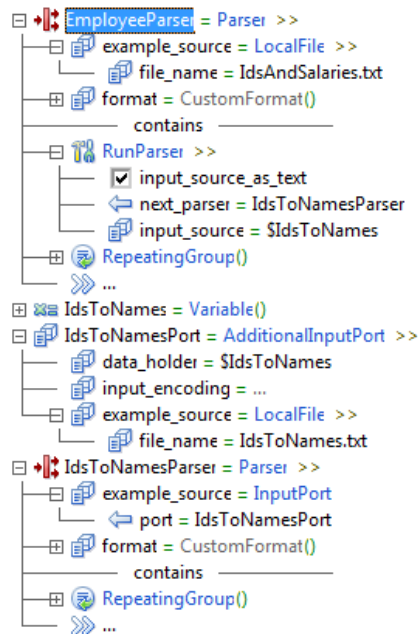 EmployeeParser = Parser >>
example_source = LocalFile >>
file_name = IdsAndSalaries.txt
format = CustomFormat()
contains
RunParser >>
input_source_as_text
next_parser = IdsToNamesParser
input_source = $IdsToNames
RepeatingGroup()
>>> ...
IdsToNames = Variable()
IdsToNamesPort = AdditionalInputPort >>
data_holder = $IdsToNames
input_encoding = ...
example_source = LocalFile >>
file_name = IdsToNames.txt
IdsToNamesParser = Parser >>
example_source = InputPort
port = IdsToNamesPort
format = CustomFormat()
contains
RepeatingGroup()
>>> ...